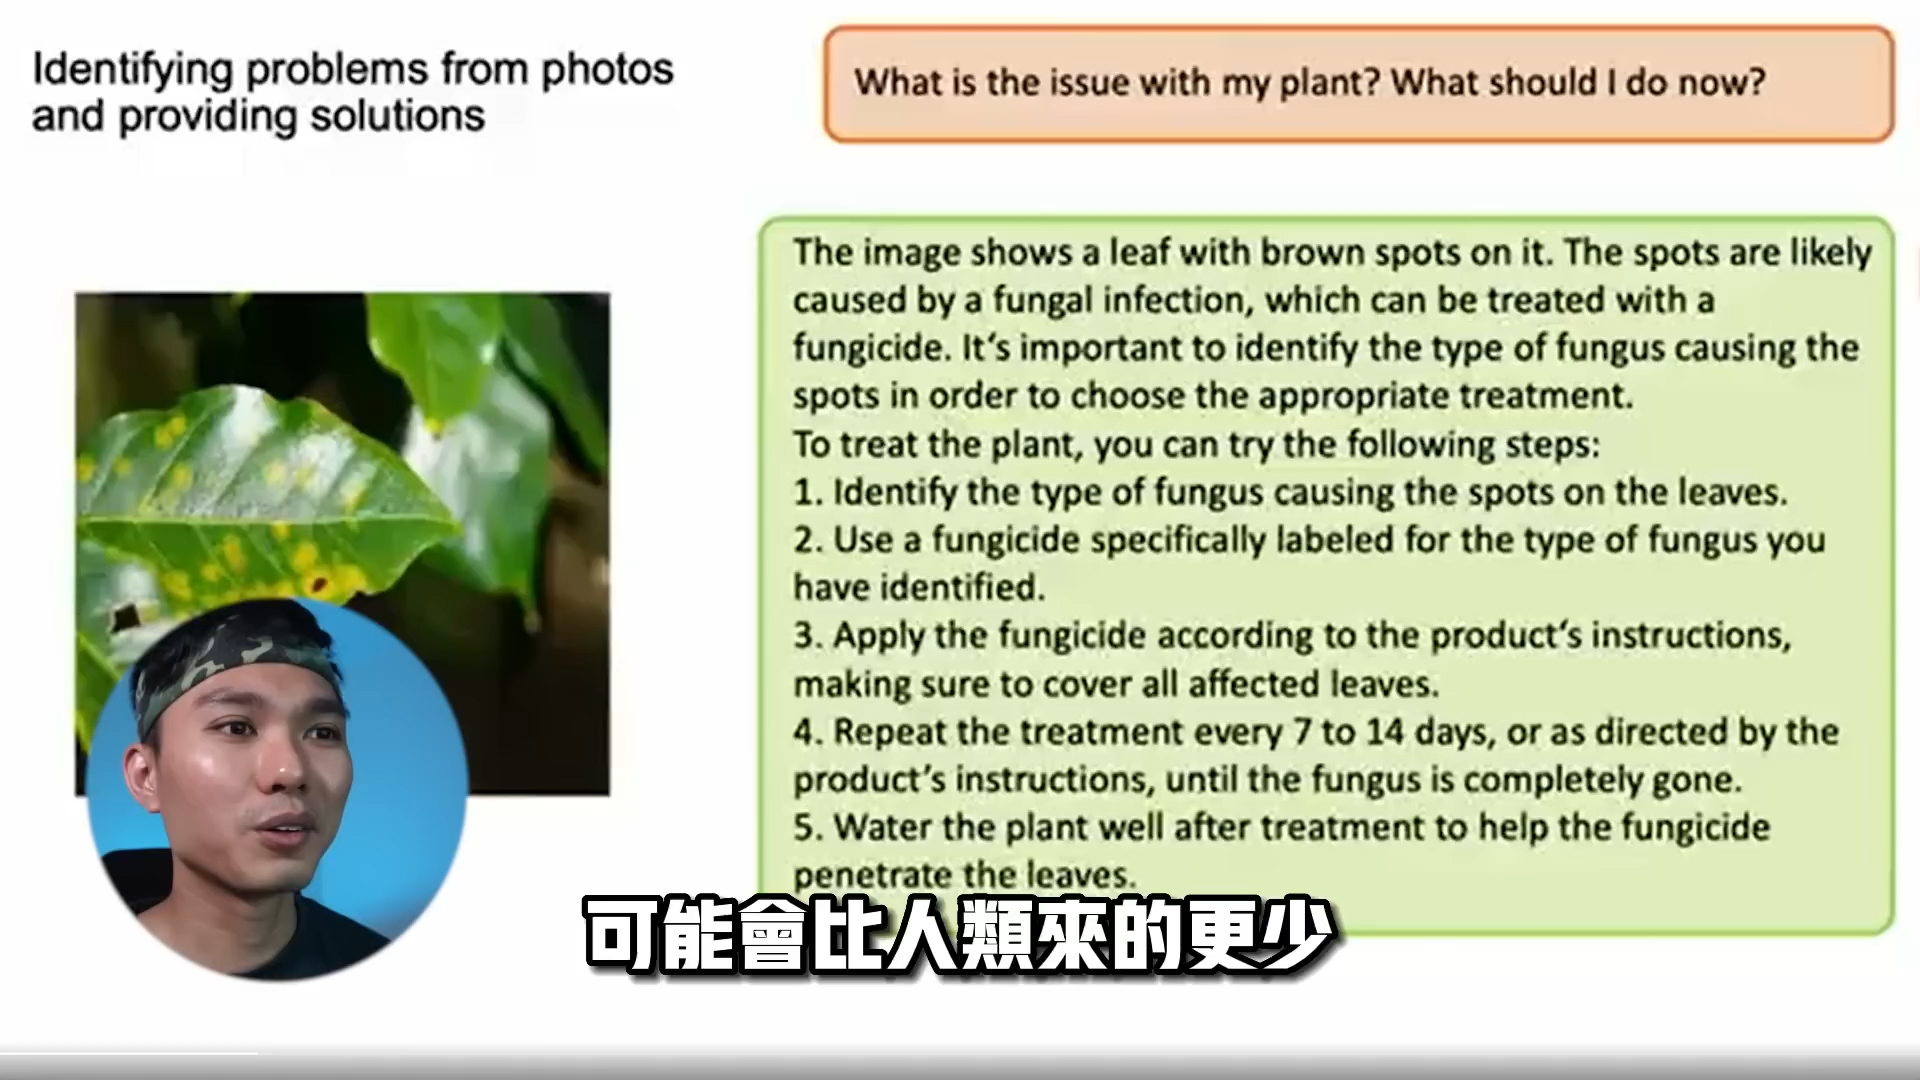 Identifying problems from photos
and providing solutions
What is the issue with my plant? What should I do now?
The image shows a leaf with brown spots on it. The spots are likely
caused by a fungal infection, which can be treated with a
fungicide. It‘s important to identify the type of fungus causing the
spots in order to choose the appropriate treatment.
To treat the plant, you can try the following steps:
1. Identify the type of fungus causing the spots on the leaves.
2. Use a fungicide specifically labeled for the type of fungus you
have identified.
3. Apply the fungicide according to the product‘s instructions,
making sure to cover all affected leaves.
4. Repeat the treatment every 7 to 14 days, or as directed by the
product’s instructions, until the fungus is completely gone.
5. Water the plant well after treatment to help the fungicide
penetrate the leaves.
可能會比人類來的更少